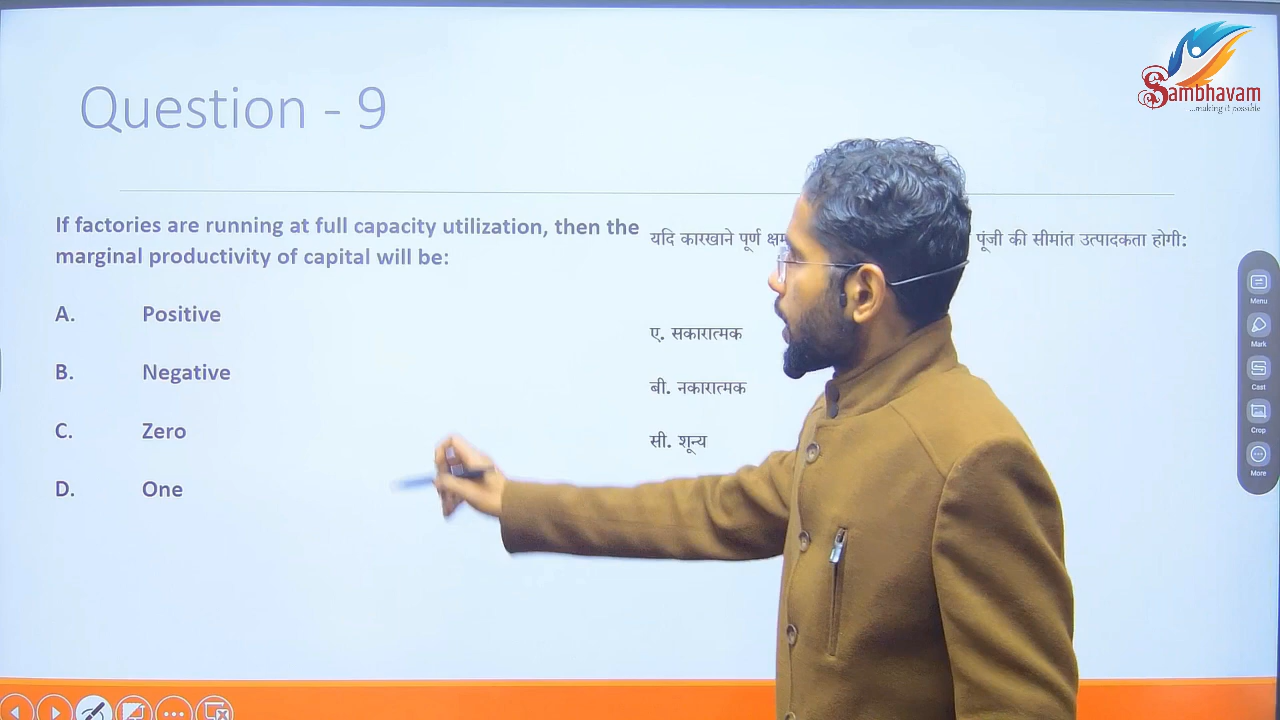 Sambhavam
...making it possible
Question - 9
If factories are running at full capacity utilization, then the
marginal productivity of capital will be:
A. Positive
B. Negative
C. Zero
D. One
यदि कारखाने पूर्ण पूंजी की सीमांत उत्पादकता होगी:
ए. सकारात्मक
बी. नकारात्मक
सी. शून्य
Menu
Mark
Cast
Crop
More